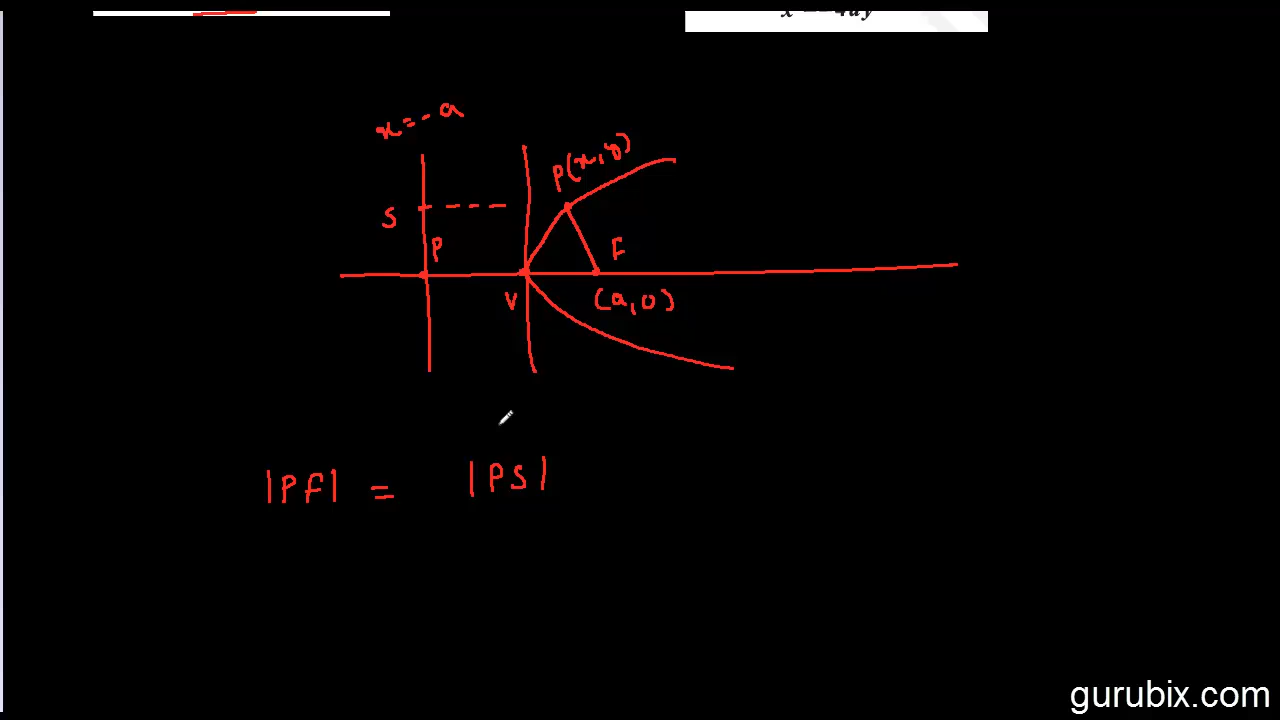 x = - a
P(x, y)
S
P
F
V
(a, 0)
|PF| = |PS|
gurubix.com